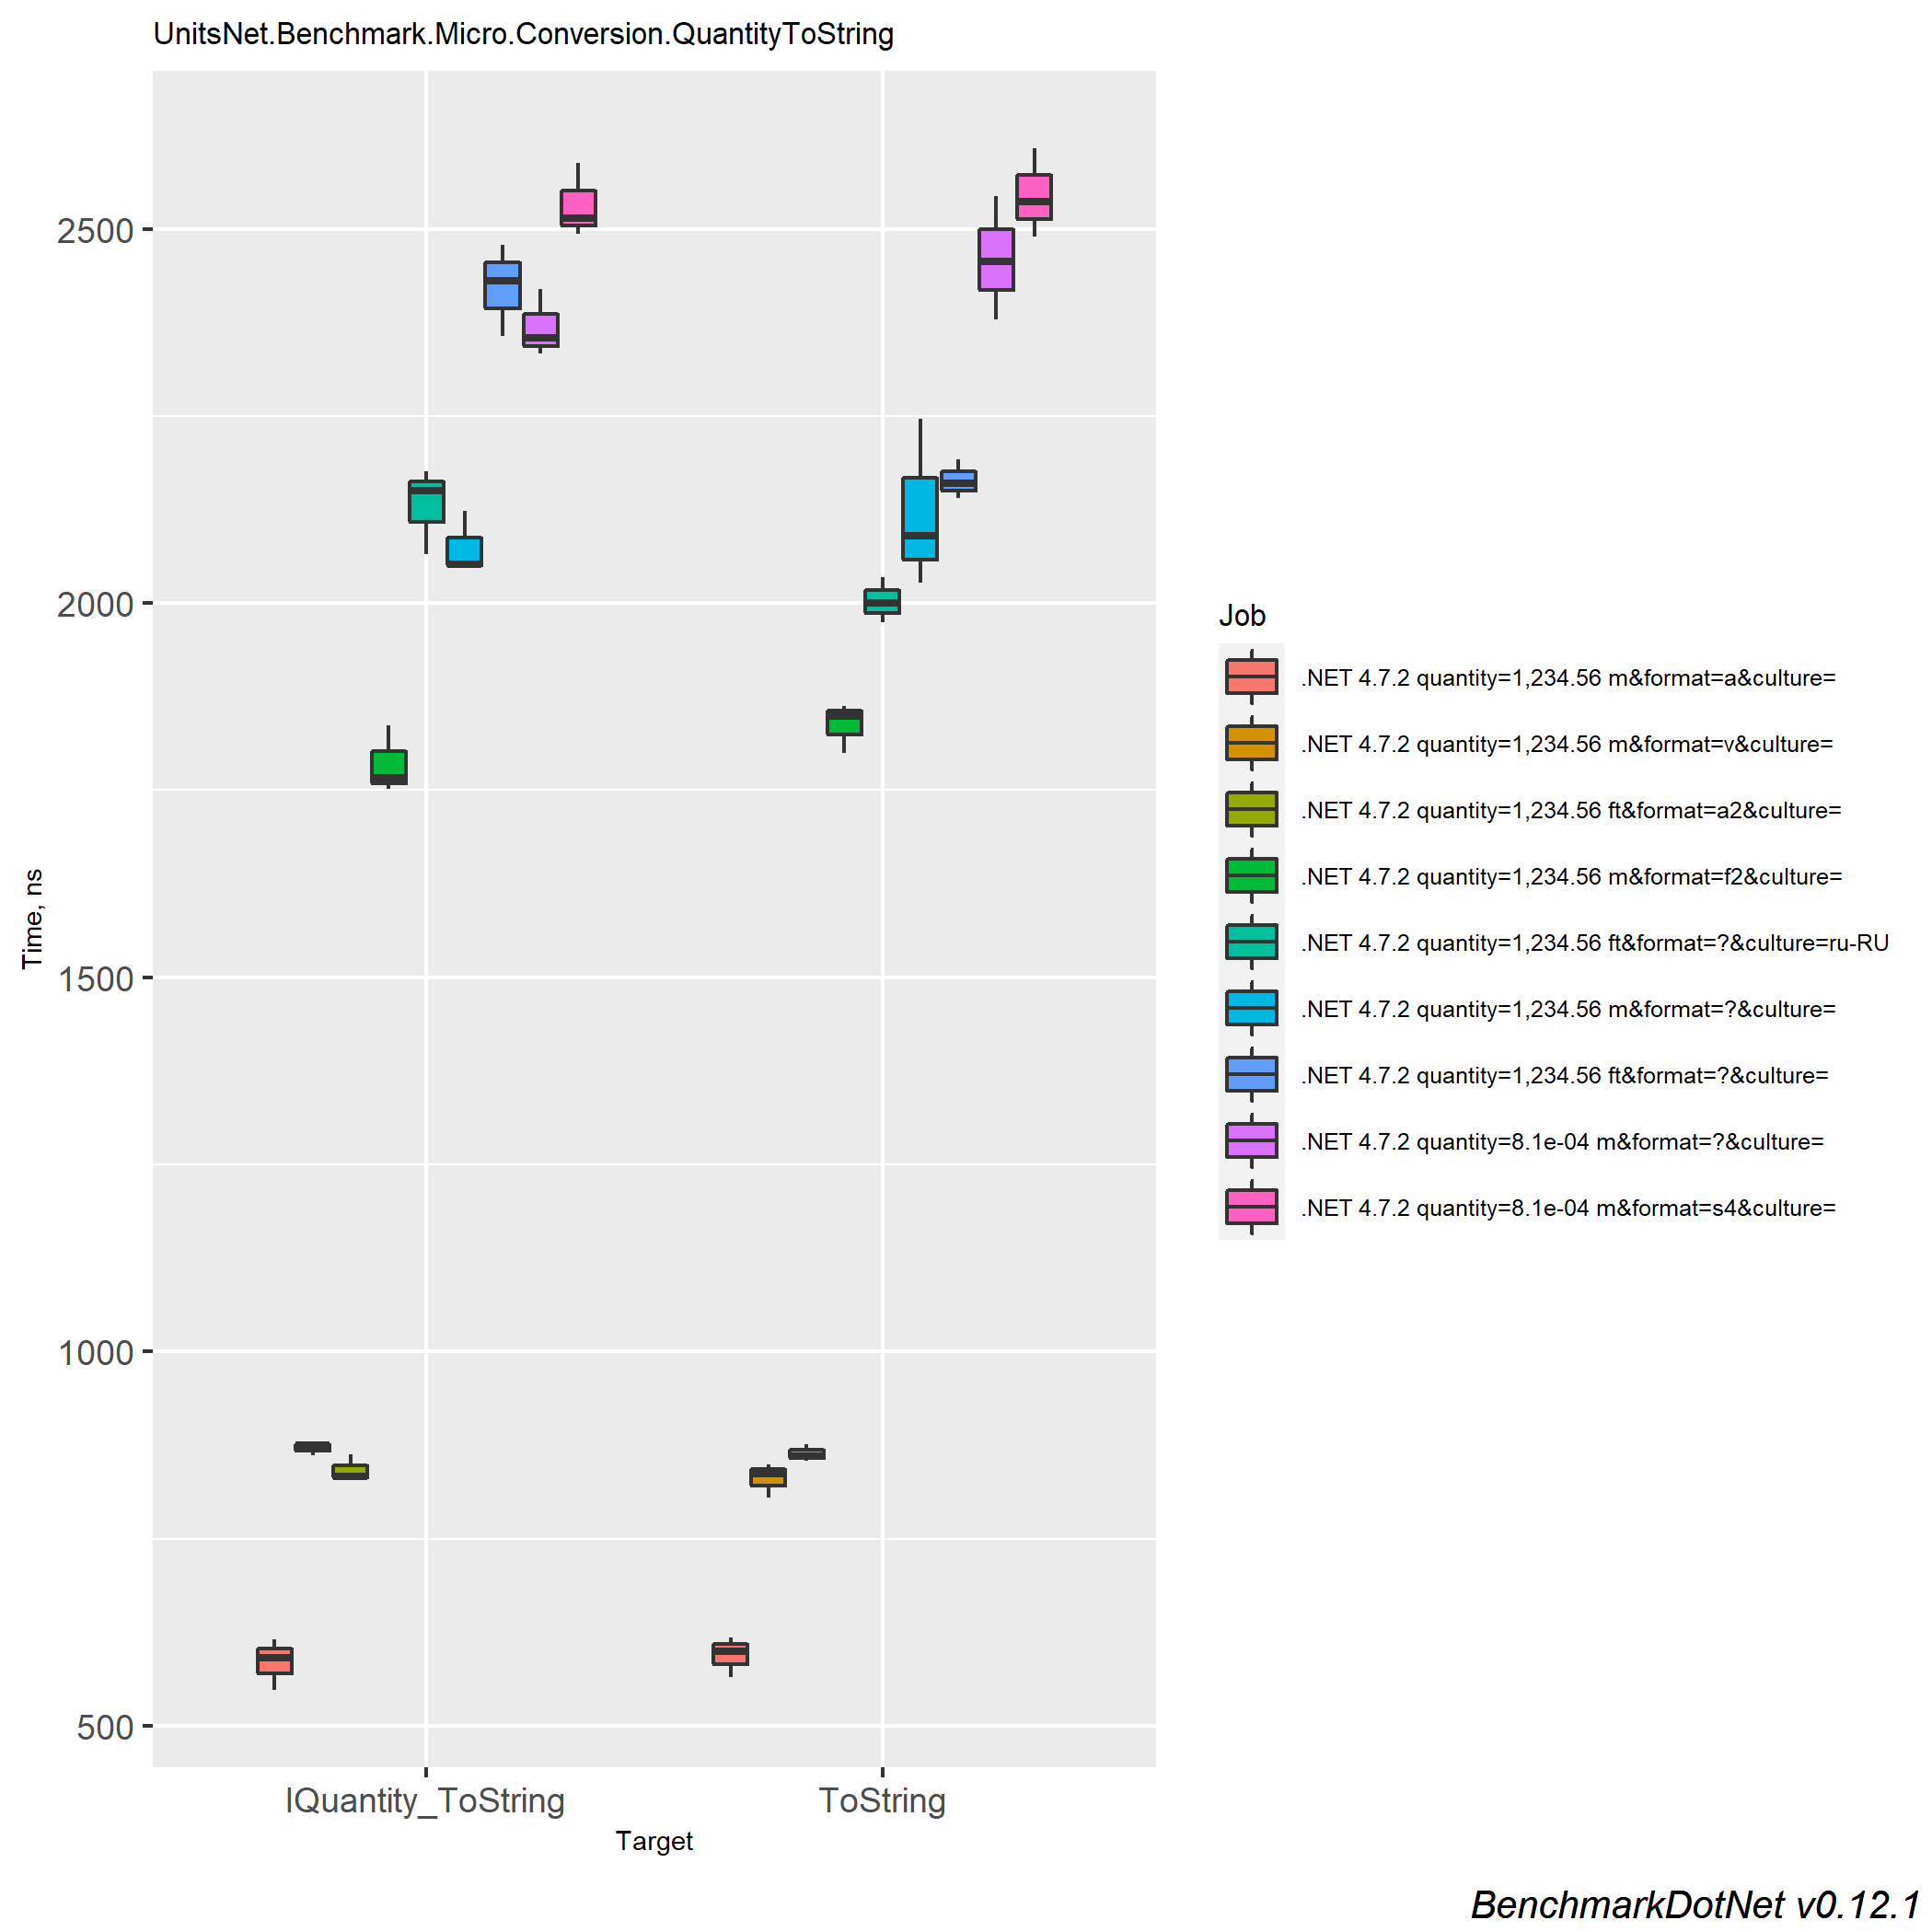 UnitsNet.Benchmark.Micro.Conversion.QuantityToString
2500
2000
1500
1000
500
Time, ns
IQuantity_ToString
ToString
Target
Job
.NET 4.7.2 quantity=1,234.56 m&format=a&culture=
.NET 4.7.2 quantity=1,234.56 m&format=v&culture=
.NET 4.7.2 quantity=1,234.56 ft&format=a2&culture=
.NET 4.7.2 quantity=1,234.56 m&format=f2&culture=
.NET 4.7.2 quantity=1,234.56 ft&format=?&culture=ru-RU
.NET 4.7.2 quantity=1,234.56 m&format=?&culture=
.NET 4.7.2 quantity=1,234.56 ft&format=?&culture=
.NET 4.7.2 quantity=8.1e-04 m&format=?&culture=
.NET 4.7.2 quantity=8.1e-04 m&format=s4&culture=
BenchmarkDotNet v0.12.1